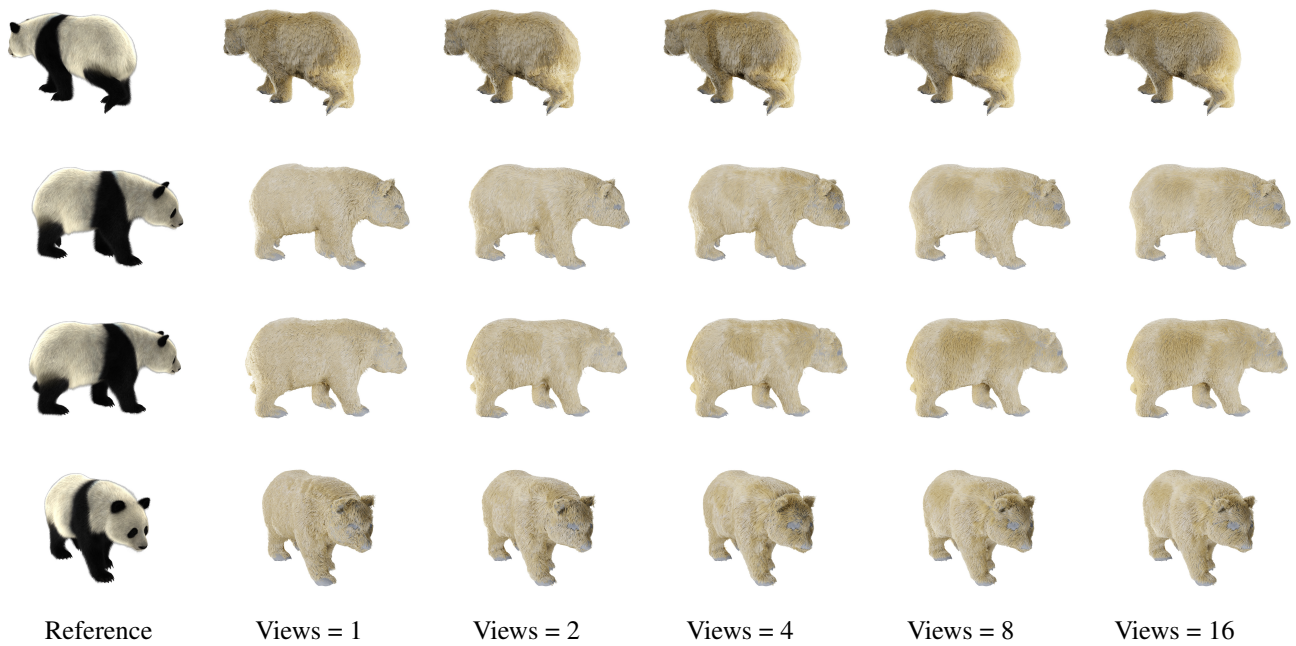 Reference Views = 1 Views = 2 Views = 4 Views = 8 Views = 16